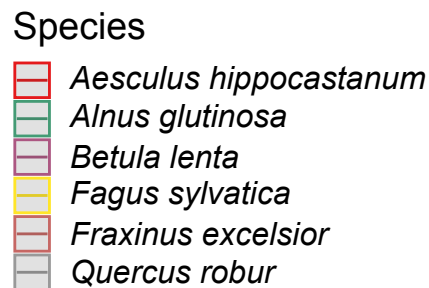 Species
Aesculus hippocastanum
Alnus glutinosa
Betula lenta
Fagus sylvatica
Fraxinus excelsior
Quercus robur